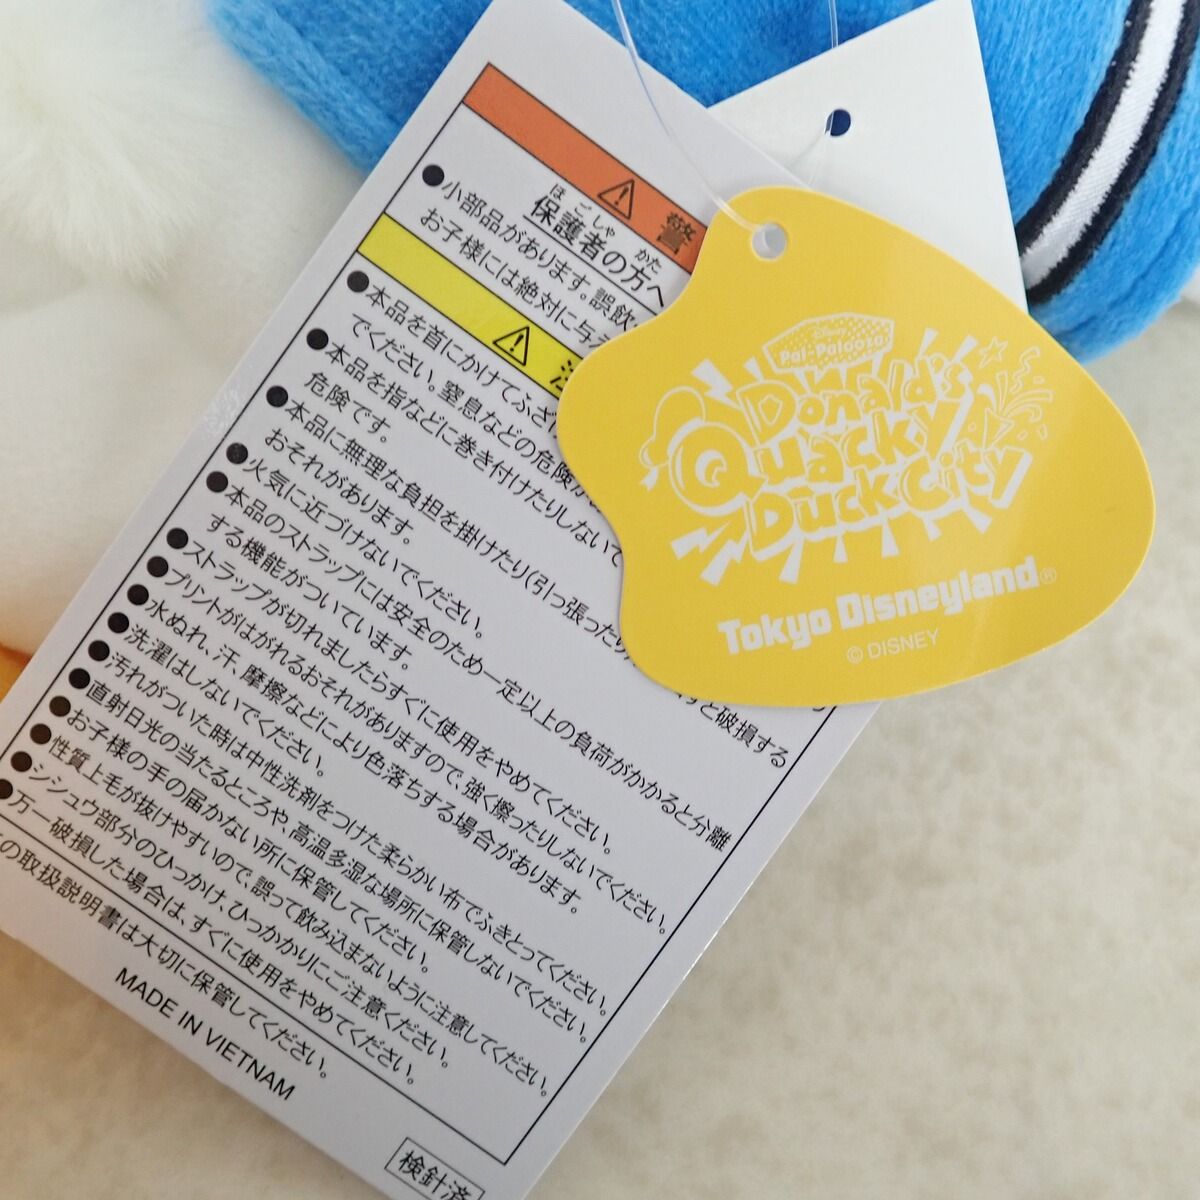 警
ほごしゃ かた
保護者の方へ
●小部品があります。誤飲
お子様には絶対に与え
●本品を首にかけてふざ
でください。窒息などの危険が
●本品を指などに巻き付けたりしないで
危険です。
●本品に無理な負担を掛けたり(引っ張ったり
すと破損する
おそれがあります。
●火気に近づけないでください。
●本品のストラップには安全のため一定以上の負荷がかかると分離
する機能がついています。
●ストラップが切れましたらすぐに使用をやめてください。
●プリントがはがれるおそれがありますので、強く擦ったりしないでください。
●水ぬれ、汗、摩擦などにより色落ちする場合があります。
●洗濯はしないでください。
●汚れがついた時は中性洗剤をつけた柔らかい布でふきとってください。
●直射日光の当たるところや、高温多湿な場所に保管しないでください。
●お子様の手の届かない所に保管してください。
●性質上毛が抜けやすいので、誤って飲み込まないように注意してください。
●シシュウ部分のひっかけ、ひっかかりにご注意ください。
●万一破損した場合は、すぐに使用をやめてください。
の取扱説明書は大切に保管してください。
MADE IN VIETNAM
検針済
Disney
Pal-Palooza
Donald's
Quacky
Duck City
Tokyo Disneyland®
© DISNEY